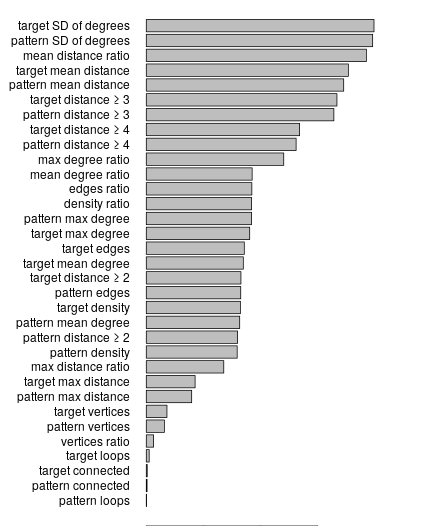 target SD of degrees
pattern SD of degrees
mean distance ratio
target mean distance
pattern mean distance
target distance ≥ 3
pattern distance ≥ 3
target distance ≥ 4
pattern distance ≥ 4
max degree ratio
mean degree ratio
edges ratio
density ratio
pattern max degree
target max degree
target edges
target mean degree
target distance ≥ 2
pattern edges
target density
pattern mean degree
pattern distance ≥ 2
pattern density
max distance ratio
target max distance
pattern max distance
target vertices
pattern vertices
vertices ratio
target loops
target connected
pattern connected
pattern loops